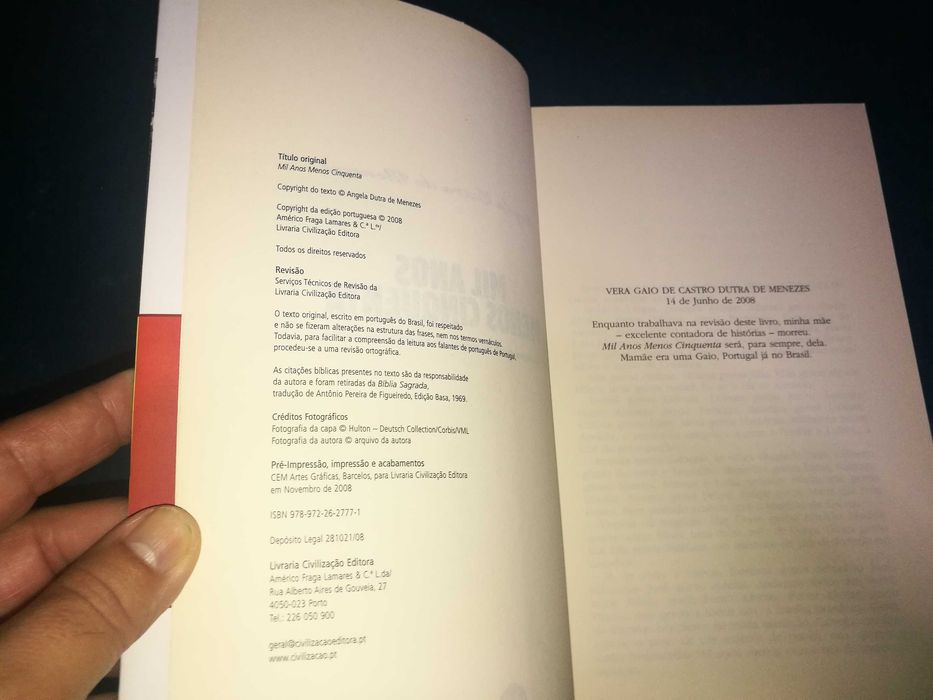 Título original
Mil Anos Menos Cinquenta
Copyright do texto © Angela Dutra de Menezes
Copyright da edição portuguesa © 2008
Américo Fraga Lamares & C.ª L.da/
Livraria Civilização Editora
Todos os direitos reservados
Revisão
Serviços Técnicos de Revisão da
Livraria Civilização Editora
O texto original, escrito em português do Brasil, foi respeitado
e não se fizeram alterações na estrutura das frases, nem nos termos vernáculos.
Todavia, para facilitar a compreensão da leitura aos falantes de português de Portugal,
procedeu-se a uma revisão ortográfica.
As citações bíblicas presentes no texto são da responsabilidade
da autora e foram retiradas da Bíblia Sagrada,
tradução de Antônio Pereira de Figueiredo, Edição Basa, 1969.
Créditos Fotográficos
Fotografia da capa © Hulton – Deutsch Collection/Corbis/VML
Fotografia da autora © arquivo da autora
Pré-Impressão, impressão e acabamentos
CEM Artes Gráficas, Barcelos, para Livraria Civilização Editora
em Novembro de 2008
ISBN 978-972-26-2777-1
Depósito Legal 281021/08
Livraria Civilização Editora
Américo Fraga Lamares & C.ª L.da/
Rua Alberto Aires de Gouveia, 27
4050-023 Porto
Tel.: 226 050 900
geral@civilizacaoeditora.pt
www.civilizacao.pt
VERA GAIO DE CASTRO DUTRA DE MENEZES
14 de Junho de 2008
Enquanto trabalhava na revisão deste livro, minha mãe
– excelente contadora de histórias – morreu.
Mil Anos Menos Cinquenta será, para sempre, dela.
Mamãe era uma Gaio, Portugal já no Brasil.